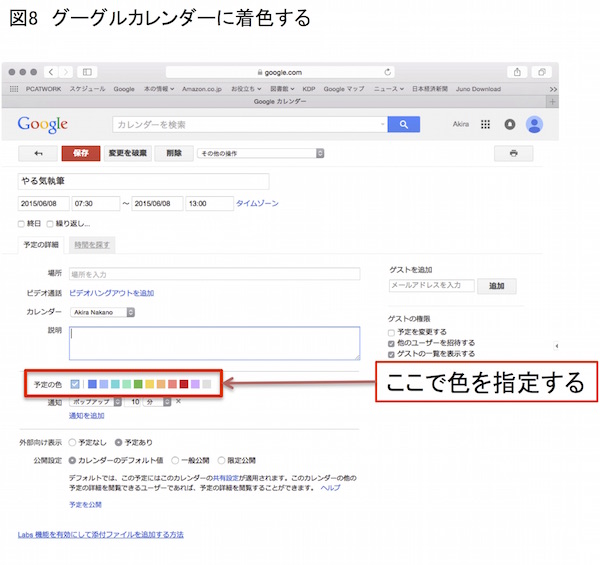 図8　グーグルカレンダーに着色する
google.com
PCATWORK　スケジュール　Google　本の情報　Amazon.co.jp　お役立ち　図書館　KDP　Google マップ　ニュース　日本経済新聞　Juno Download　>>
Google カレンダー　+
Google　カレンダーを検索　Akira
保存　変更を破棄　削除　その他の操作
やる気執筆
2015/06/08　07:30　～　2015/06/08　13:00　タイムゾーン
終日　繰り返し...
予定の詳細　時間を探す
場所　場所を入力
ビデオ通話　ビデオハングアウトを追加
カレンダー　Akira Nakano
説明
ゲストを追加
メールアドレスを入力　追加
ゲストの権限
予定を変更する
他のユーザーを招待する
ゲストの一覧を表示する
予定の色
ここで色を指定する
通知　ポップアップ　10　分　×
通知を追加
外部向け表示　予定なし　予定あり
公開設定　カレンダーのデフォルト値　一般公開　限定公開
デフォルトでは、この予定にはこのカレンダーの共有設定が適用されます。このカレンダーの他の
予定の詳細を閲覧できるユーザーであれば、予定の詳細を閲覧することができます。　ヘルプ
予定を公開
Labs 機能を有効にして添付ファイルを追加する方法